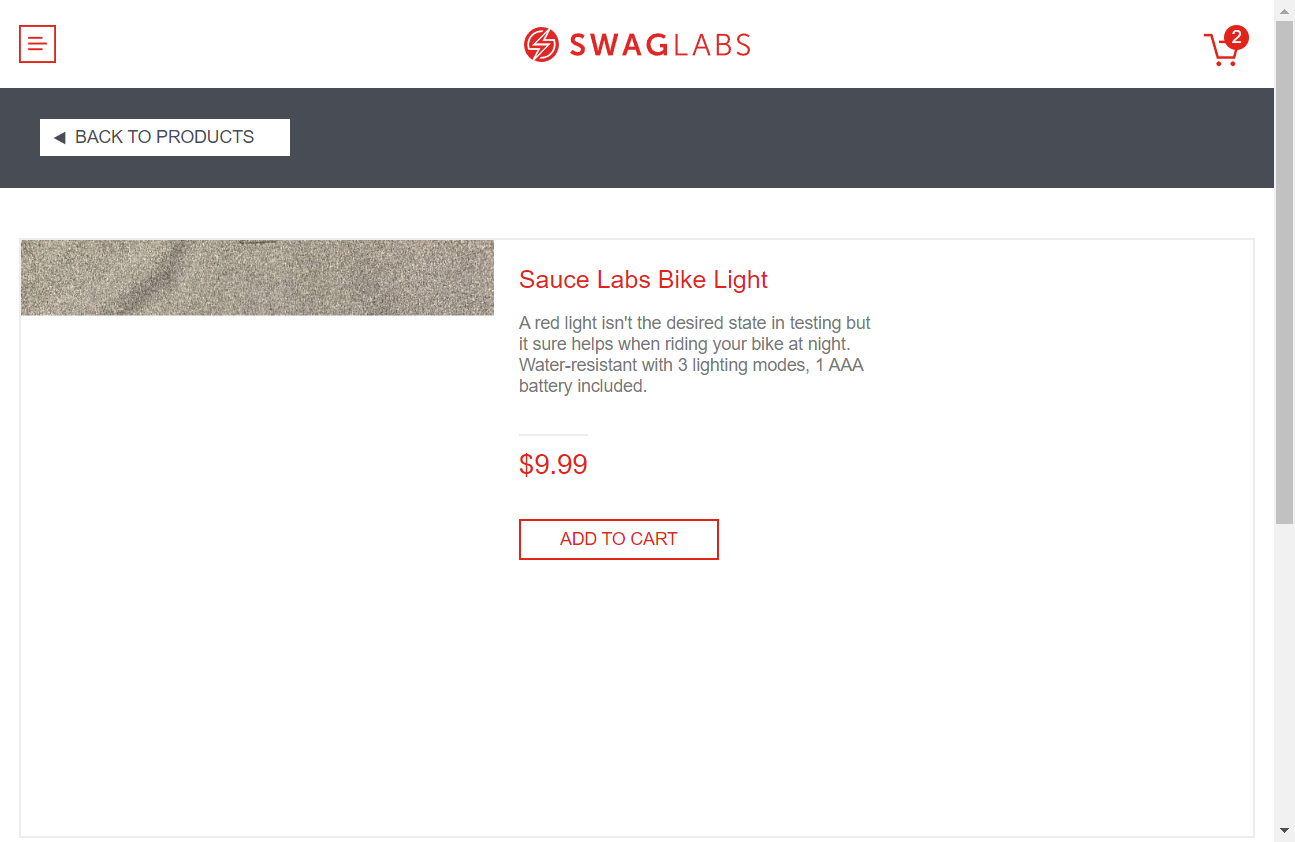 SWAGLABS
2
BACK TO PRODUCTS
Sauce Labs Bike Light
A red light isn't the desired state in testing but
it sure helps when riding your bike at night.
Water-resistant with 3 lighting modes, 1 AAA
battery included.
$9.99
ADD TO CART